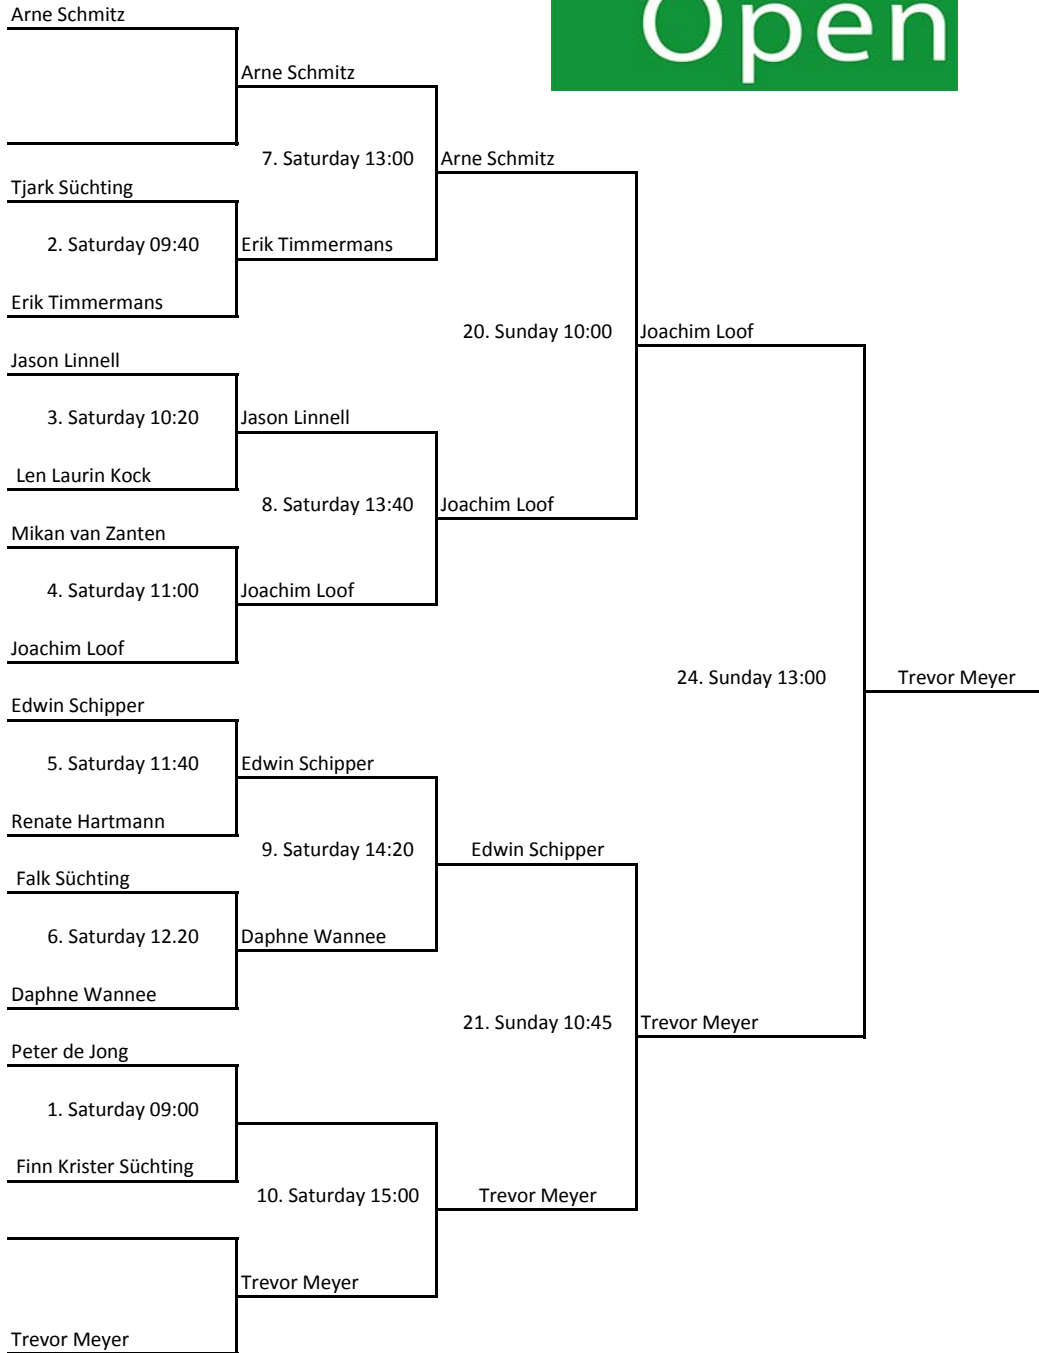 Open
Arne Schmitz
Arne Schmitz
7. Saturday 13:00
Arne Schmitz
Tjark Süchting
2. Saturday 09:40
Erik Timmermans
Erik Timmermans
20. Sunday 10:00
Joachim Loof
Jason Linnell
3. Saturday 10:20
Jason Linnell
Len Laurin Kock
8. Saturday 13:40
Joachim Loof
Mikan van Zanten
4. Saturday 11:00
Joachim Loof
Joachim Loof
24. Sunday 13:00
Trevor Meyer
Edwin Schipper
5. Saturday 11:40
Edwin Schipper
Renate Hartmann
9. Saturday 14:20
Edwin Schipper
Falk Süchting
6. Saturday 12.20
Daphne Wannee
Daphne Wannee
21. Sunday 10:45
Trevor Meyer
Peter de Jong
1. Saturday 09:00
Finn Krister Süchting
10. Saturday 15:00
Trevor Meyer
Trevor Meyer
Trevor Meyer